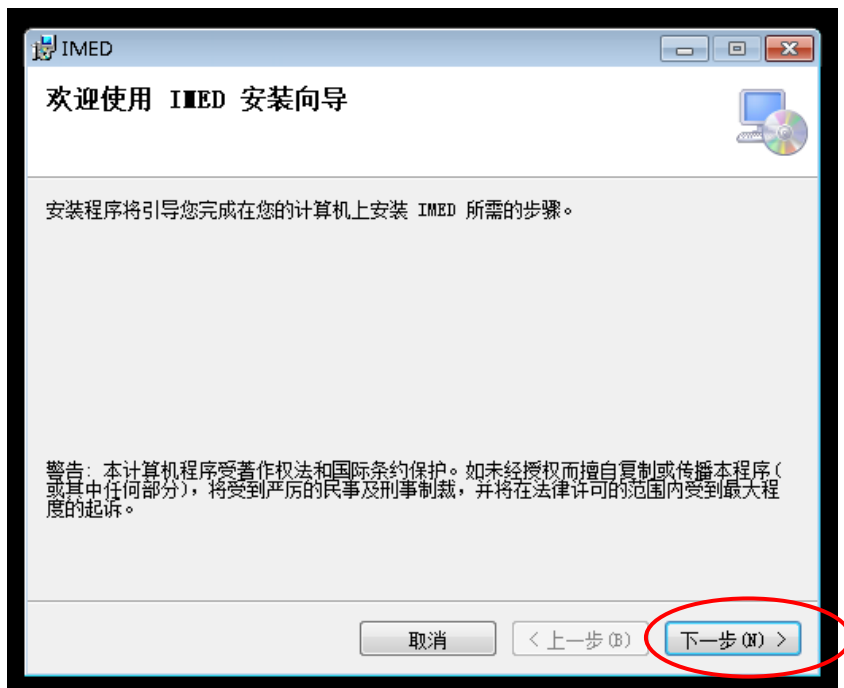 IMED
欢迎使用 IMED 安装向导
安装程序将引导您完成在您的计算机上安装 IMED 所需的步骤。
警告: 本计算机程序受著作权法和国际条约保护。如未经授权而擅自复制或传播本程序(
或其中任何部分),将受到严厉的民事及刑事制裁,并将在法律许可的范围内受到最大程
度的起诉。
取消 < 上一步(B) 下一步(N) >